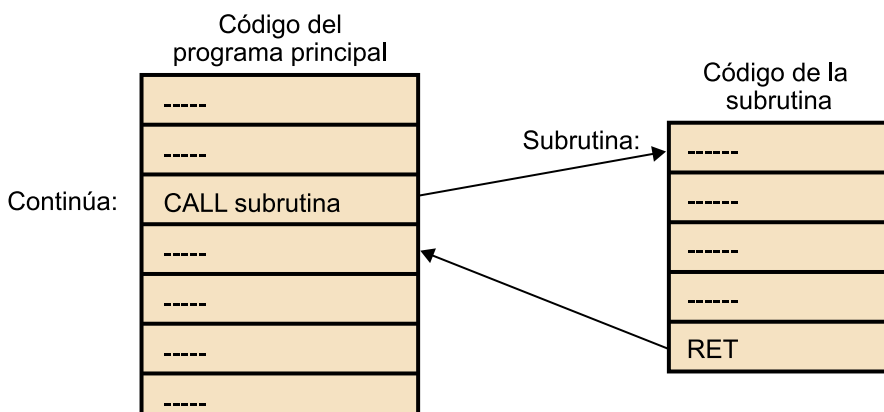 Código del
programa principal
-----
-----
Continúa:
CALL subrutina
-----
-----
-----
-----
Código de la
subrutina
Subrutina:
------
------
------
------
RET